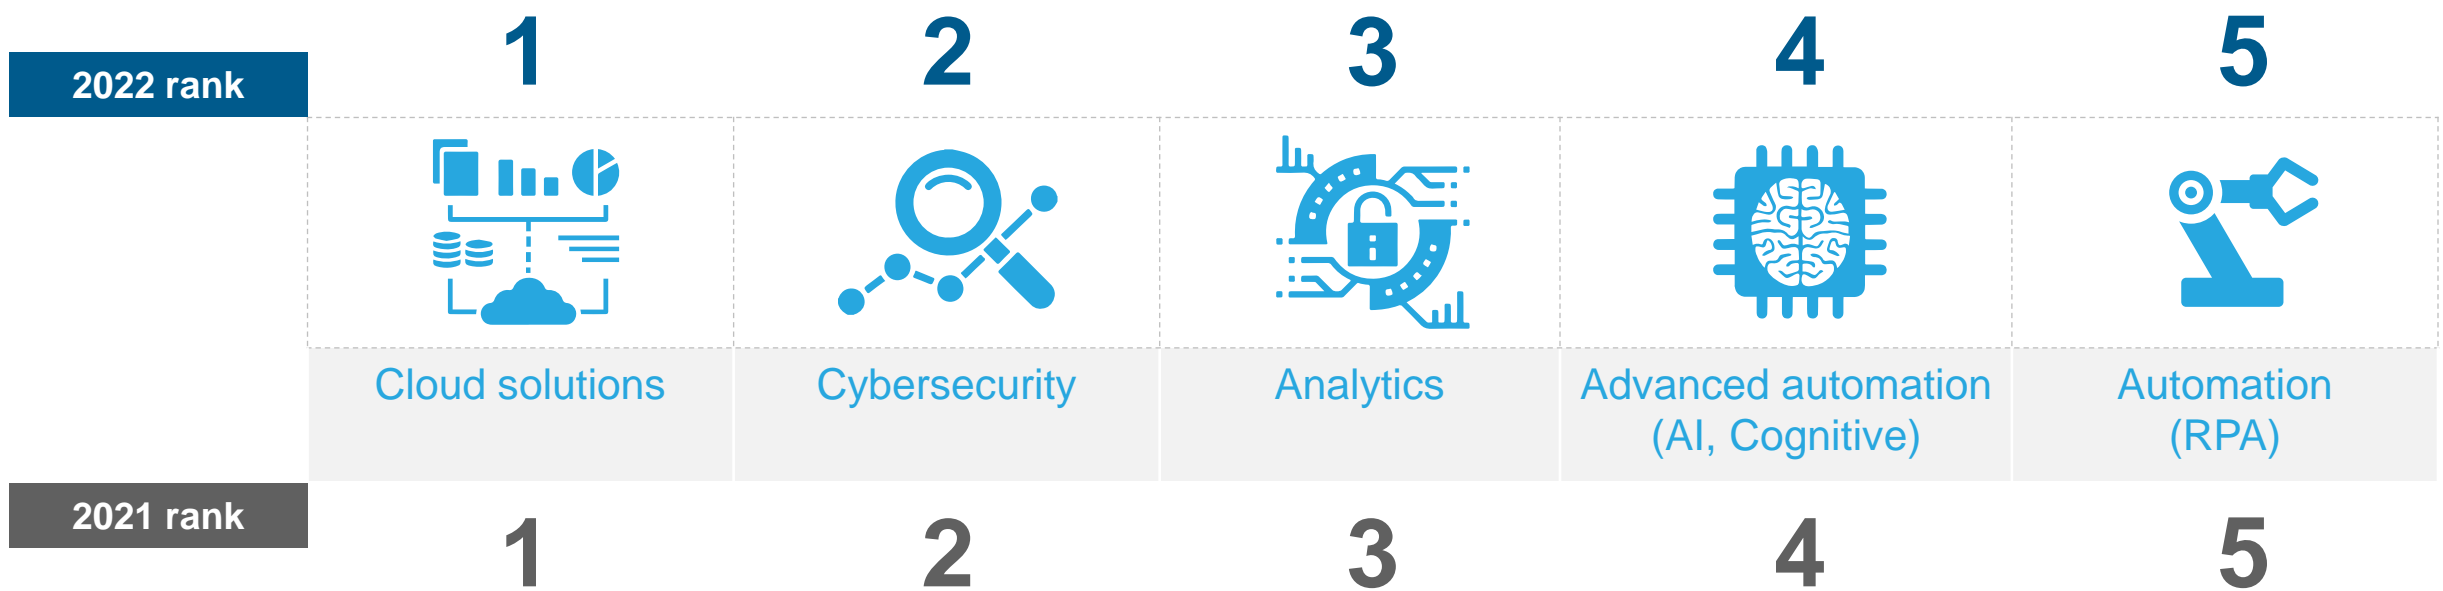 1 2 3 4 5
2022 rank
Cloud solutions Cybersecurity Analytics Advanced automation Automation
(AI, Cognitive) (RPA)
2021 rank
1 2 3 4 5